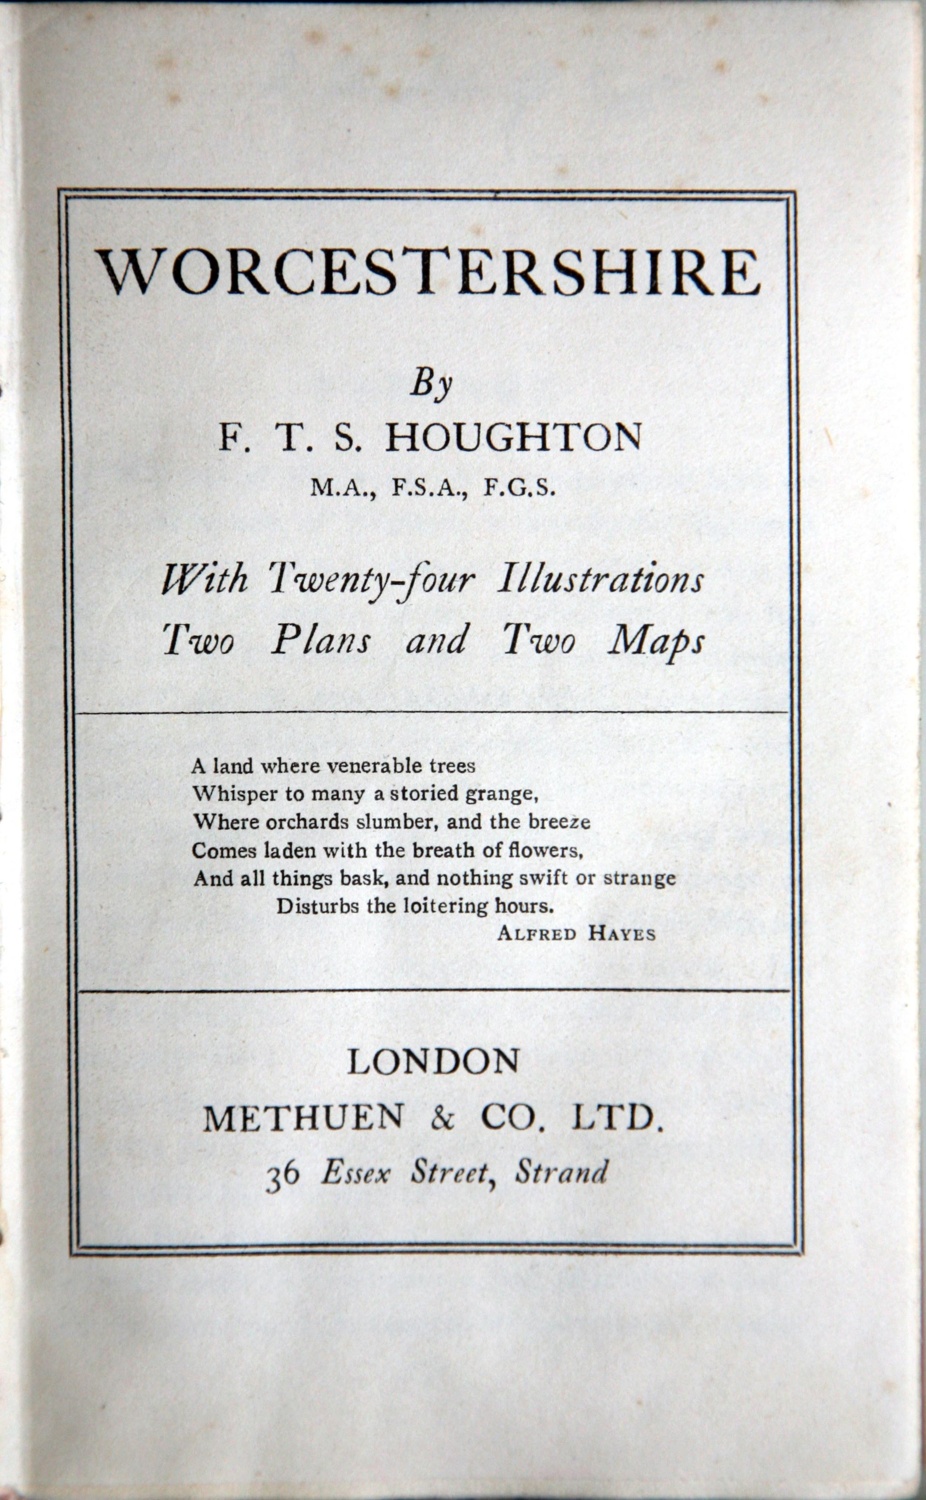 WORCESTERSHIRE
By
F. T. S. HOUGHTON
M.A., F.S.A., F.G.S.
With Twenty-four Illustrations
Two Plans and Two Maps
A land where venerable trees
Whisper to many a storied grange,
Where orchards slumber, and the breeze
Comes laden with the breath of flowers,
And all things bask, and nothing swift or strange
Disturbs the loitering hours.
ALFRED HAYES
LONDON
METHUEN & CO. LTD.
36 Essex Street, Strand